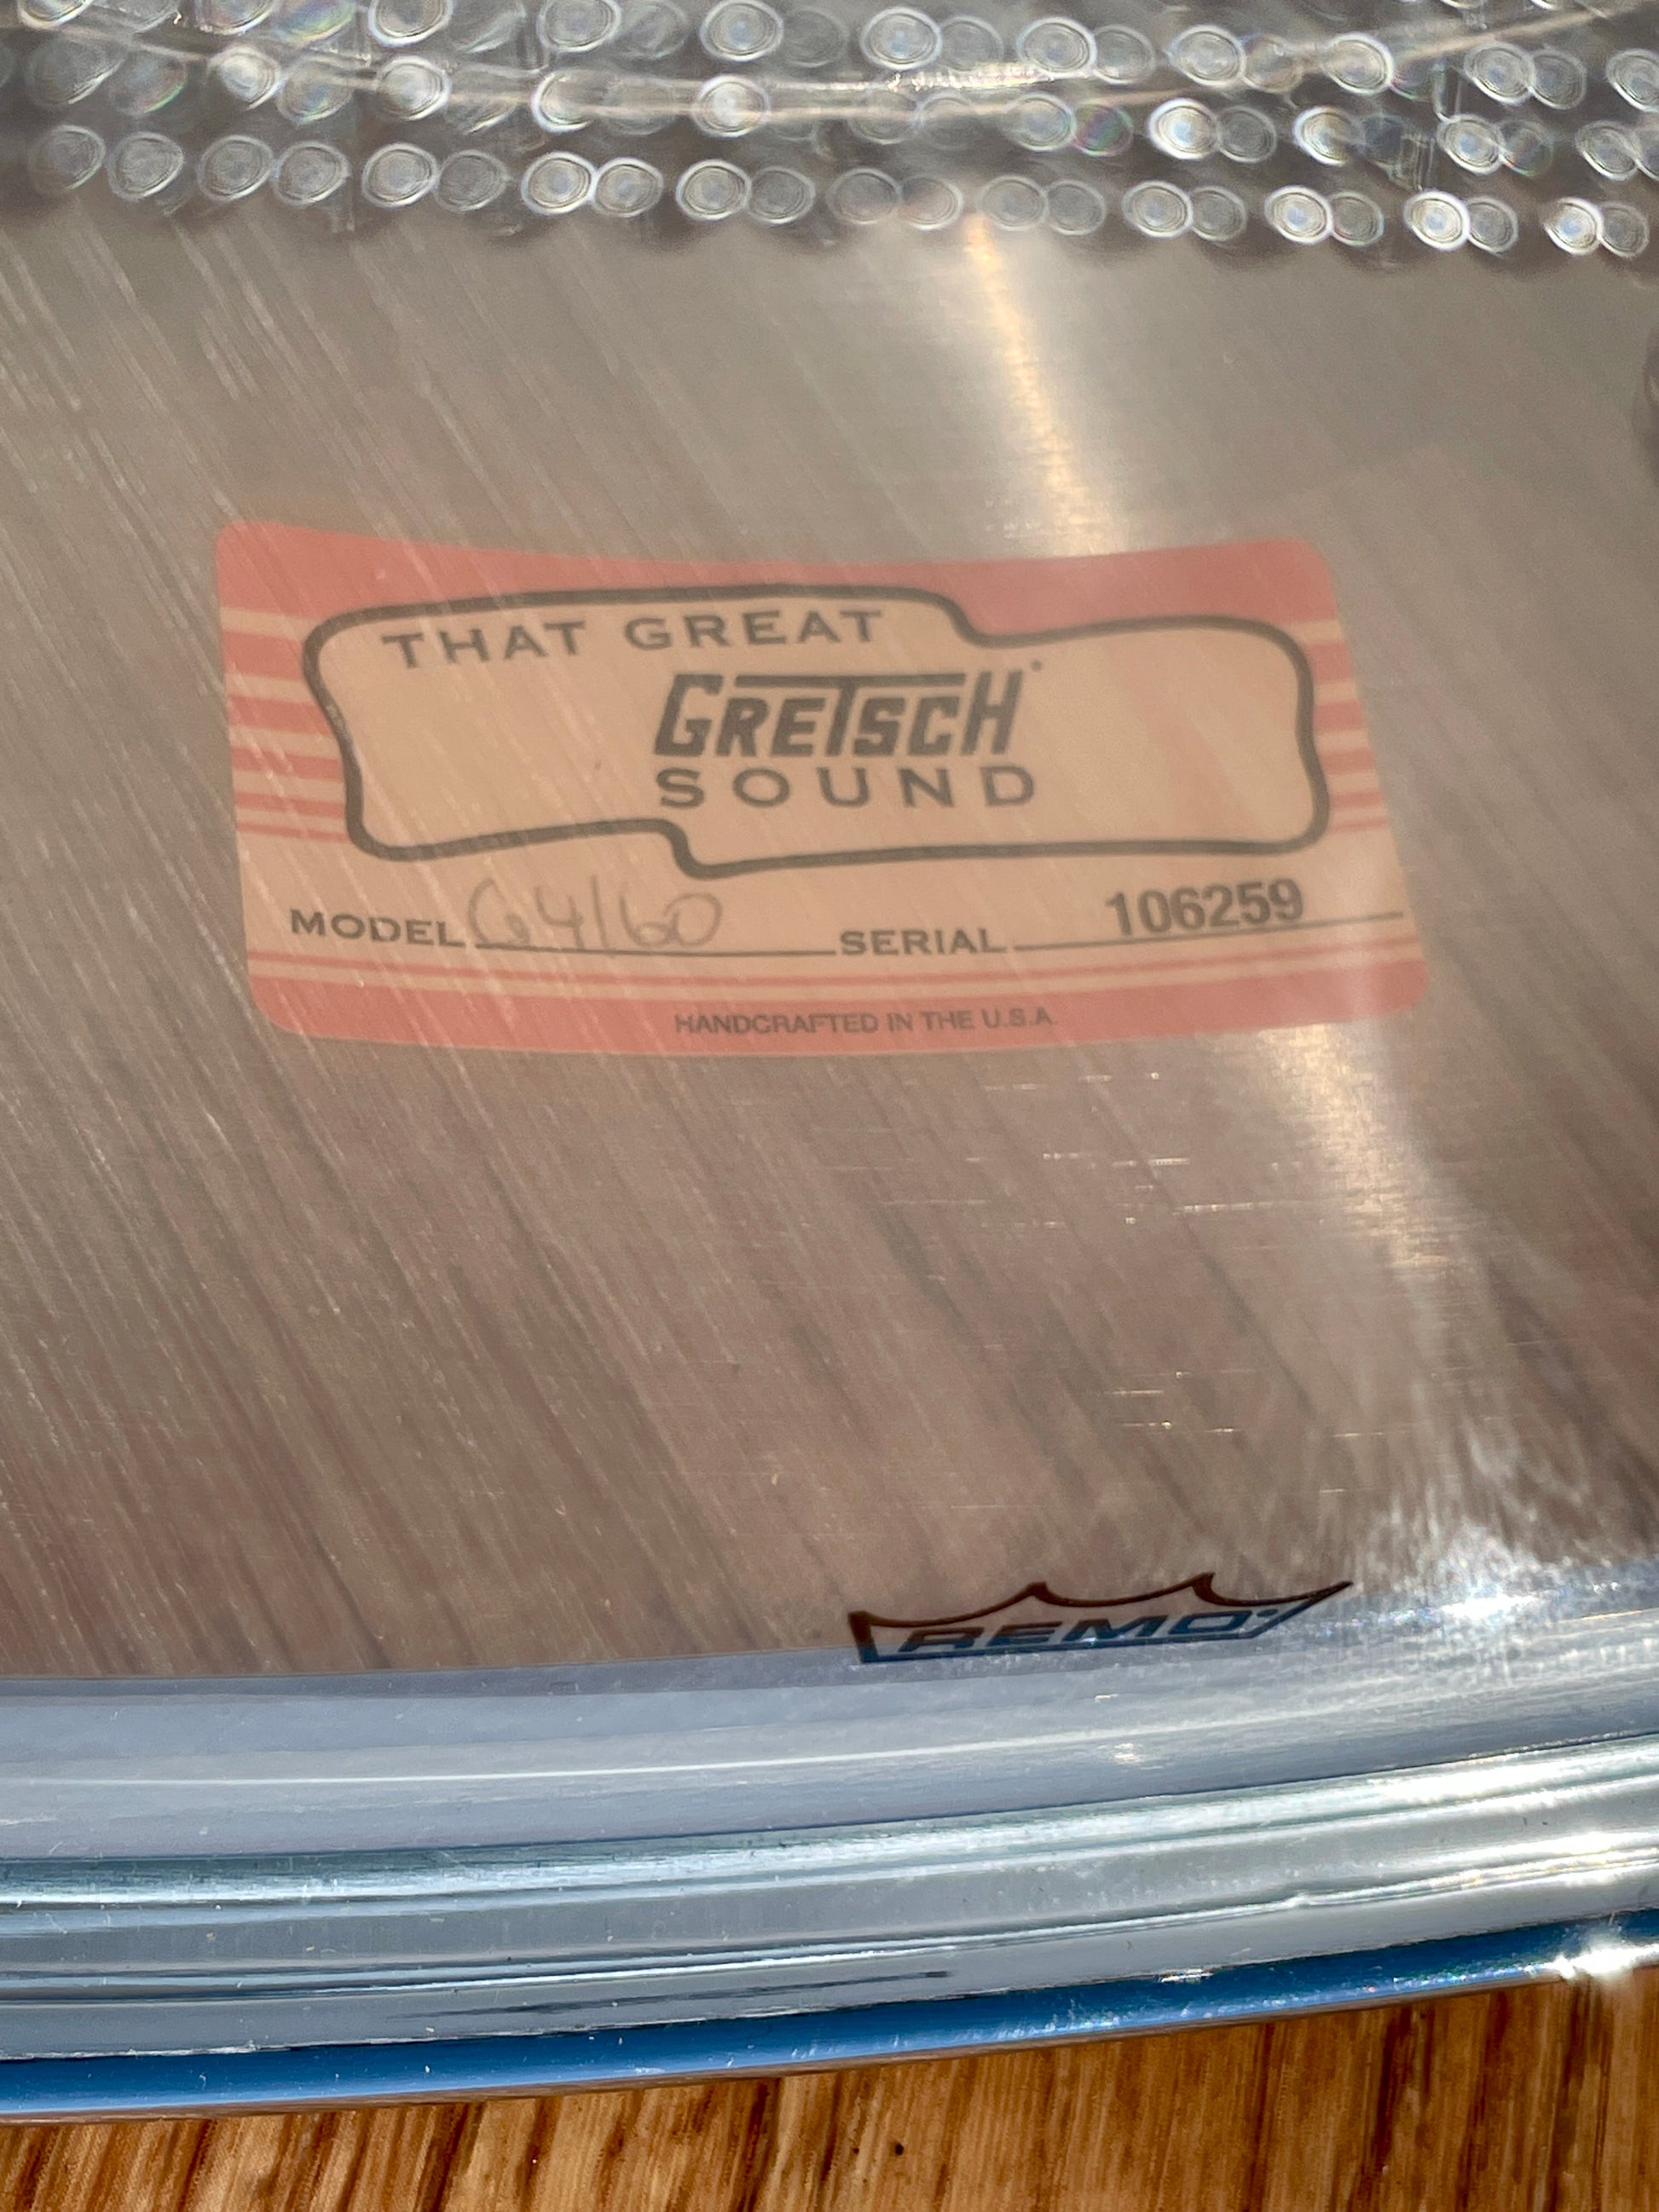 THAT GREAT
GRETSCH
SOUND
MODEL G4160 SERIAL 106259
HANDCRAFTED IN THE U.S.A.
REMO